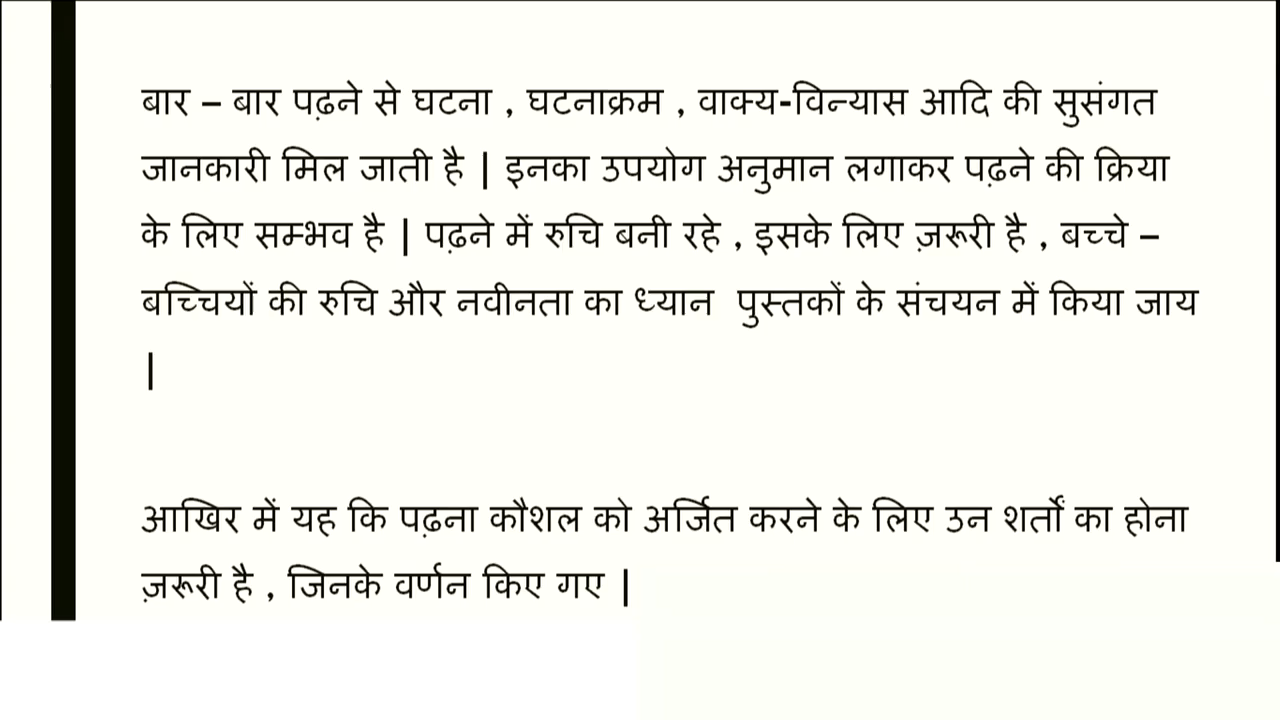 बार – बार पढ़ने से घटना , घटनाक्रम , वाक्य-विन्यास आदि की सुसंगत
जानकारी मिल जाती है | इनका उपयोग अनुमान लगाकर पढ़ने की क्रिया
के लिए सम्भव है | पढ़ने में रुचि बनी रहे , इसके लिए ज़रूरी है , बच्चे –
बच्चियों की रुचि और नवीनता का ध्यान पुस्तकों के संचयन में किया जाय
|
आखिर में यह कि पढ़ना कौशल को अर्जित करने के लिए उन शर्तों का होना
ज़रूरी है , जिनके वर्णन किए गए |